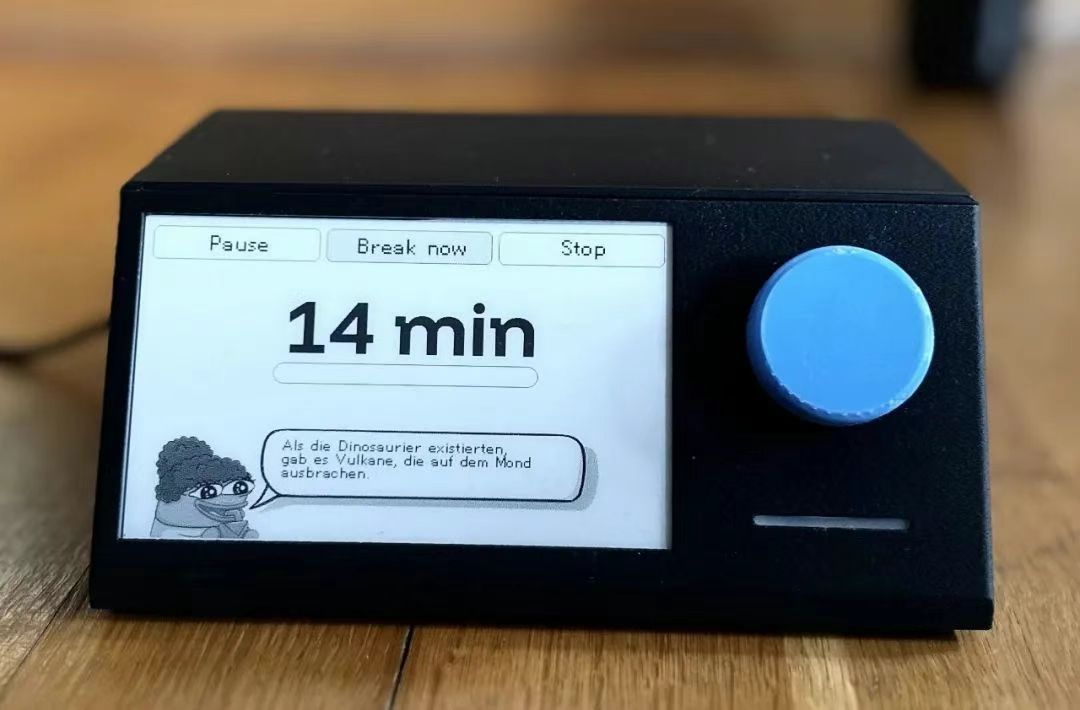 Pause Break now Stop
14 min
Als die Dinosaurier existierten,
gab es Vulkane, die auf dem Mond
ausbrachen.